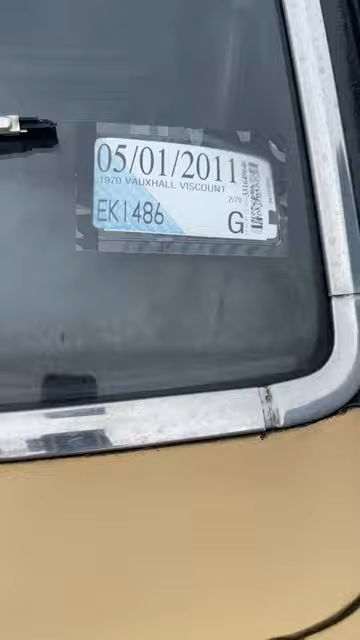 05/01/2011
1970 VAUXHALL VISCOUNT
2/70
EK1486
G